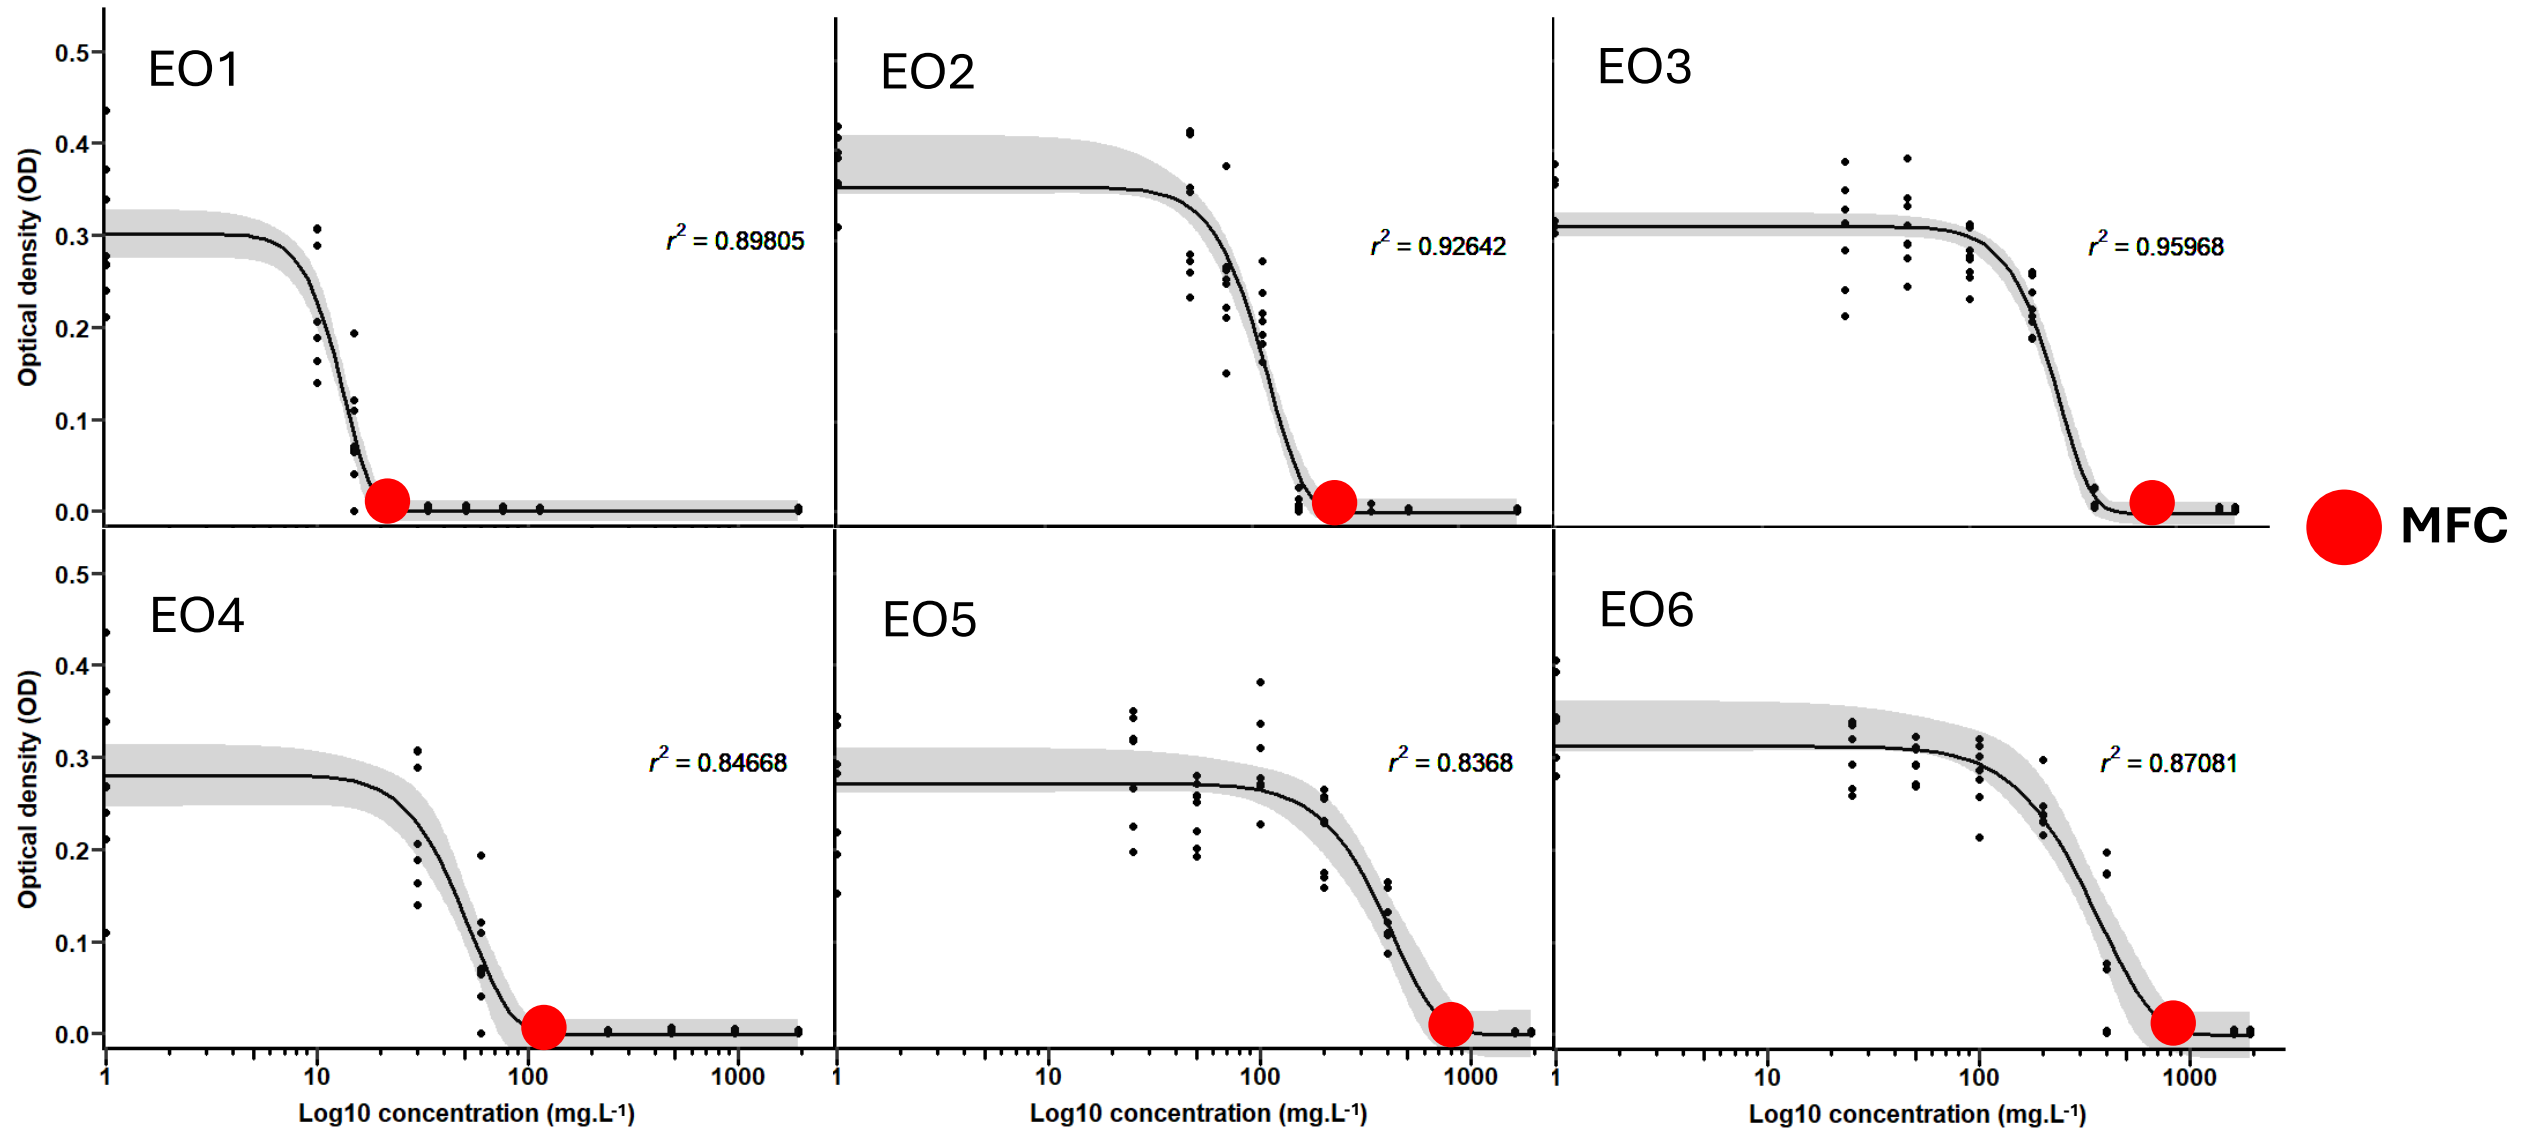 EO1
EO2
EO3
0.5
0.4
0.3
0.2
0.1
0.0
Optical density (OD)
r² = 0.89805
r² = 0.92642
r² = 0.95968
MFC
EO4
EO5
EO6
0.5
0.4
0.3
0.2
0.1
0.0
Optical density (OD)
r² = 0.84668
r² = 0.8368
r² = 0.87081
1 10 100 1000
1 10 100 1000
1 10 100 1000
Log10 concentration (mg.L⁻¹)
Log10 concentration (mg.L⁻¹)
Log10 concentration (mg.L⁻¹)